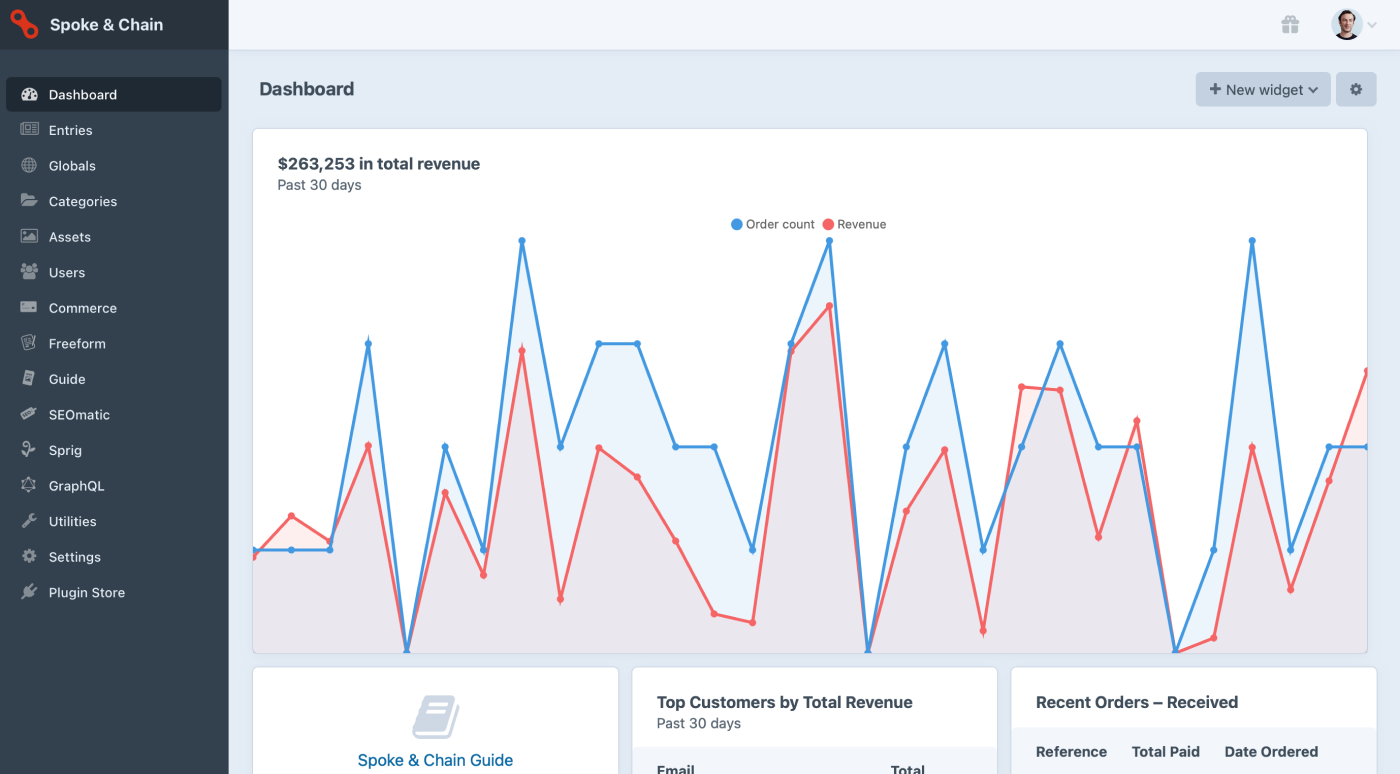 Spoke & Chain
Dashboard
Entries
Globals
Categories
Assets
Users
Commerce
Freeform
Guide
SEOmatic
Sprig
GraphQL
Utilities
Settings
Plugin Store
Dashboard
New widget
$263,253 in total revenue
Past 30 days
Order count Revenue
Spoke & Chain Guide
Top Customers by Total Revenue
Past 30 days
Email Total
Recent Orders – Received
Reference Total Paid Date Ordered